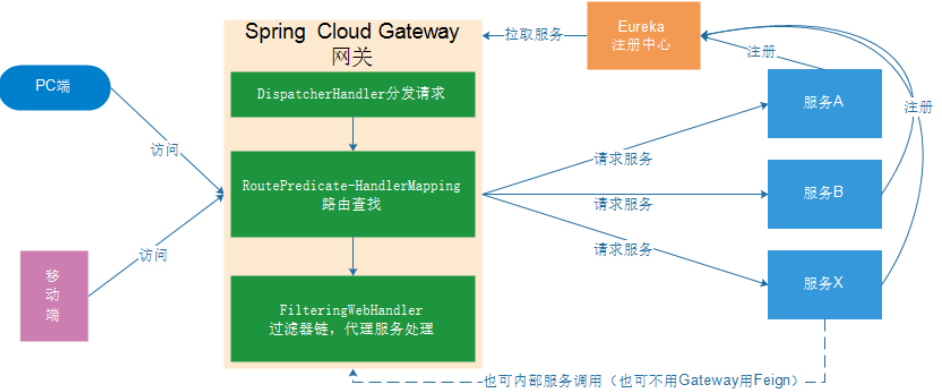 Spring Cloud Gateway
网关
DispatcherHandler分发请求
RoutePredicate-HandlerMapping
路由查找
FilteringWebHandler
过滤器链，代理服务处理
PC端
访问
移
动
端
访问
拉取服务
Eureka
注册中心
注册
注册
服务A
服务B
服务X
请求服务
请求服务
请求服务
也可内部服务调用（也可不用Gateway用Feign）